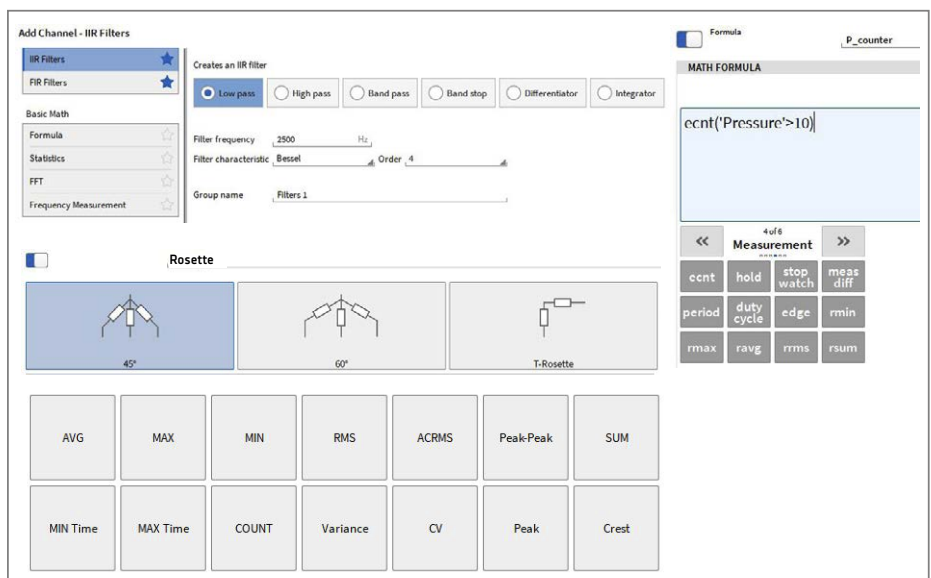 Add Channel - IIR Filters
IIR Filters
FIR Filters
Basic Math
Formula
Statistics
FFT
Frequency Measurement
Creates an IIR filter
Low pass
High pass
Band pass
Band stop
Differentiator
Integrator
Filter frequency 2500 Hz
Filter characteristic Bessel Order 4
Group name Filters 1
Formula
P_counter
MATH FORMULA
ecnt('Pressure'>10)
<< 4of6 >>
Measurement
ecnt hold stop watch meas diff
period duty cycle edge rmin
rmax ravg rrms rsum
Rosette
45° 60° T-Rosette
AVG MAX MIN RMS ACRMS Peak-Peak SUM
MIN Time MAX Time COUNT Variance CV Peak Crest